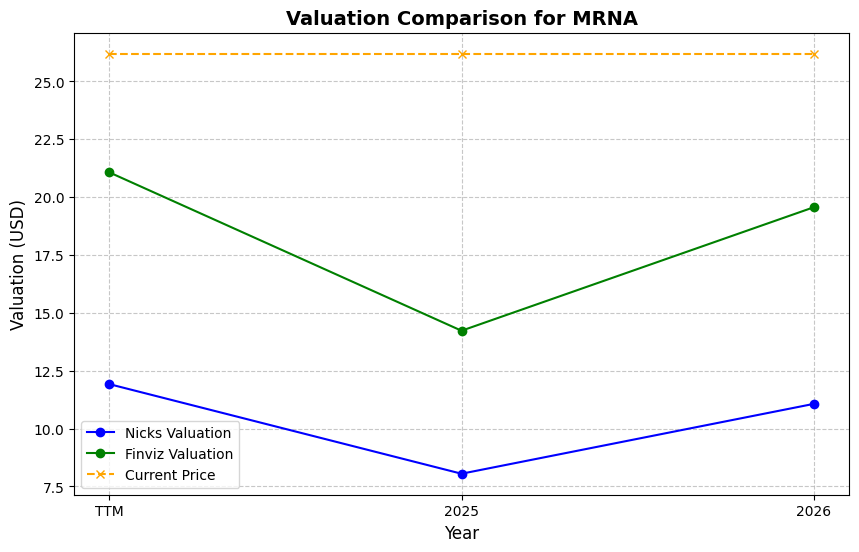 Valuation Comparison for MRNA
Valuation (USD)
25.0
22.5
20.0
17.5
15.0
12.5
10.0
7.5
Nicks Valuation
Finviz Valuation
Current Price
TTM 2025 2026
Year